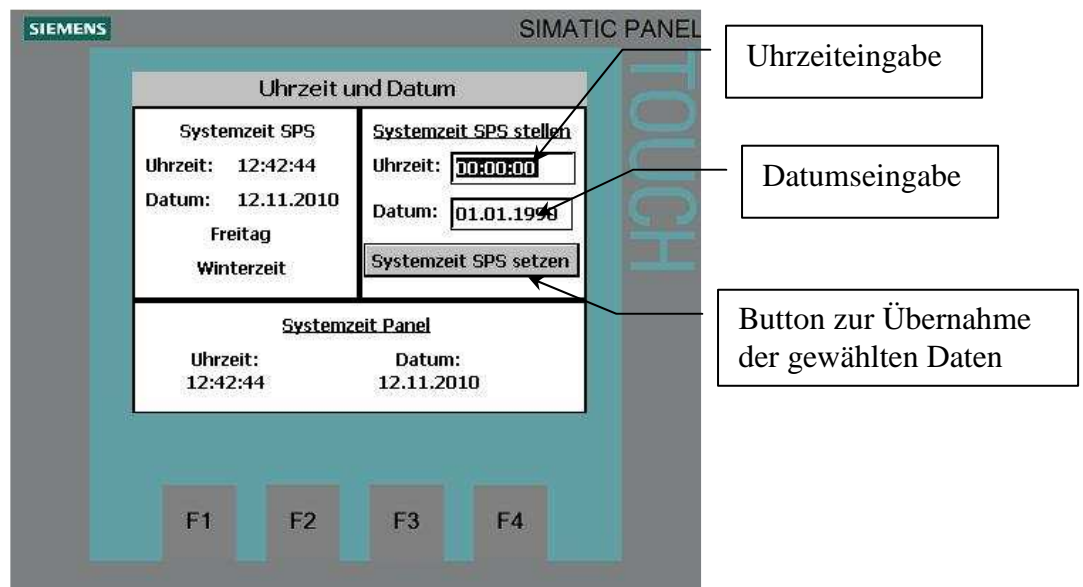 SIEMENS
SIMATIC PANEL
TOUCH
Uhrzeit und Datum
Systemzeit SPS
Uhrzeit: 12:42:44
Datum: 12.11.2010
Freitag
Winterzeit
Systemzeit SPS stellen
Uhrzeit: 00:00:00
Datum: 01.01.1990
Systemzeit SPS setzen
Systemzeit Panel
Uhrzeit: Datum:
12:42:44 12.11.2010
F1 F2 F3 F4
Uhrzeiteingabe
Datumseingabe
Button zur Übernahme
der gewählten Daten